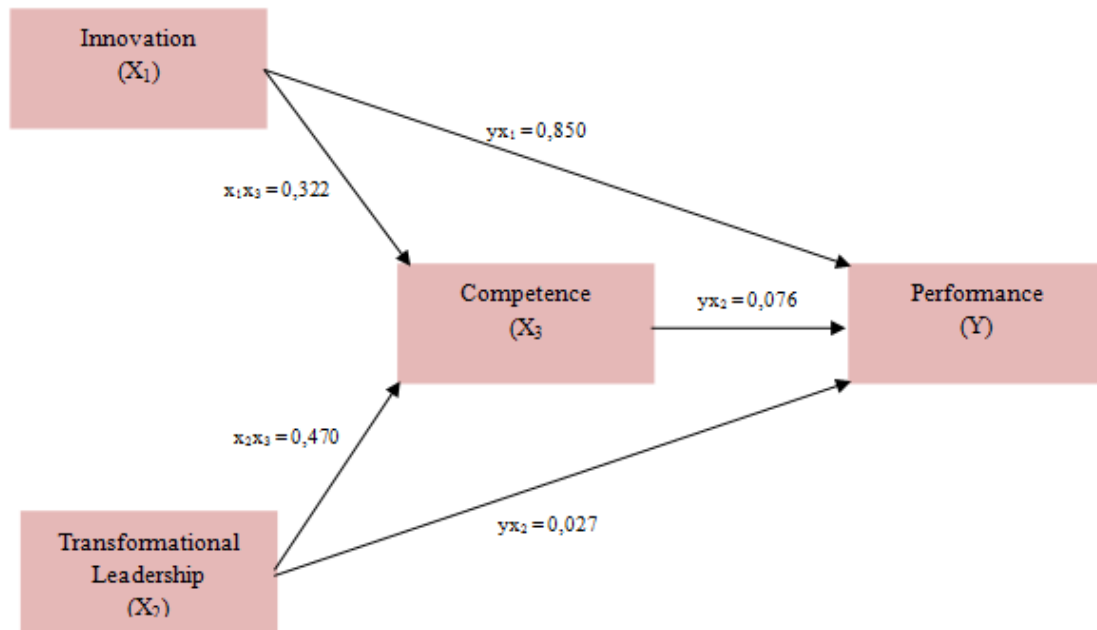 Innovation
(X₁)
yx₁ = 0,850
x₁x₃ = 0,322
Competence
(X₃
yx₂ = 0,076
Performance
(Y)
x₂x₃ = 0,470
yx₂ = 0,027
Transformational
Leadership
(X₂)